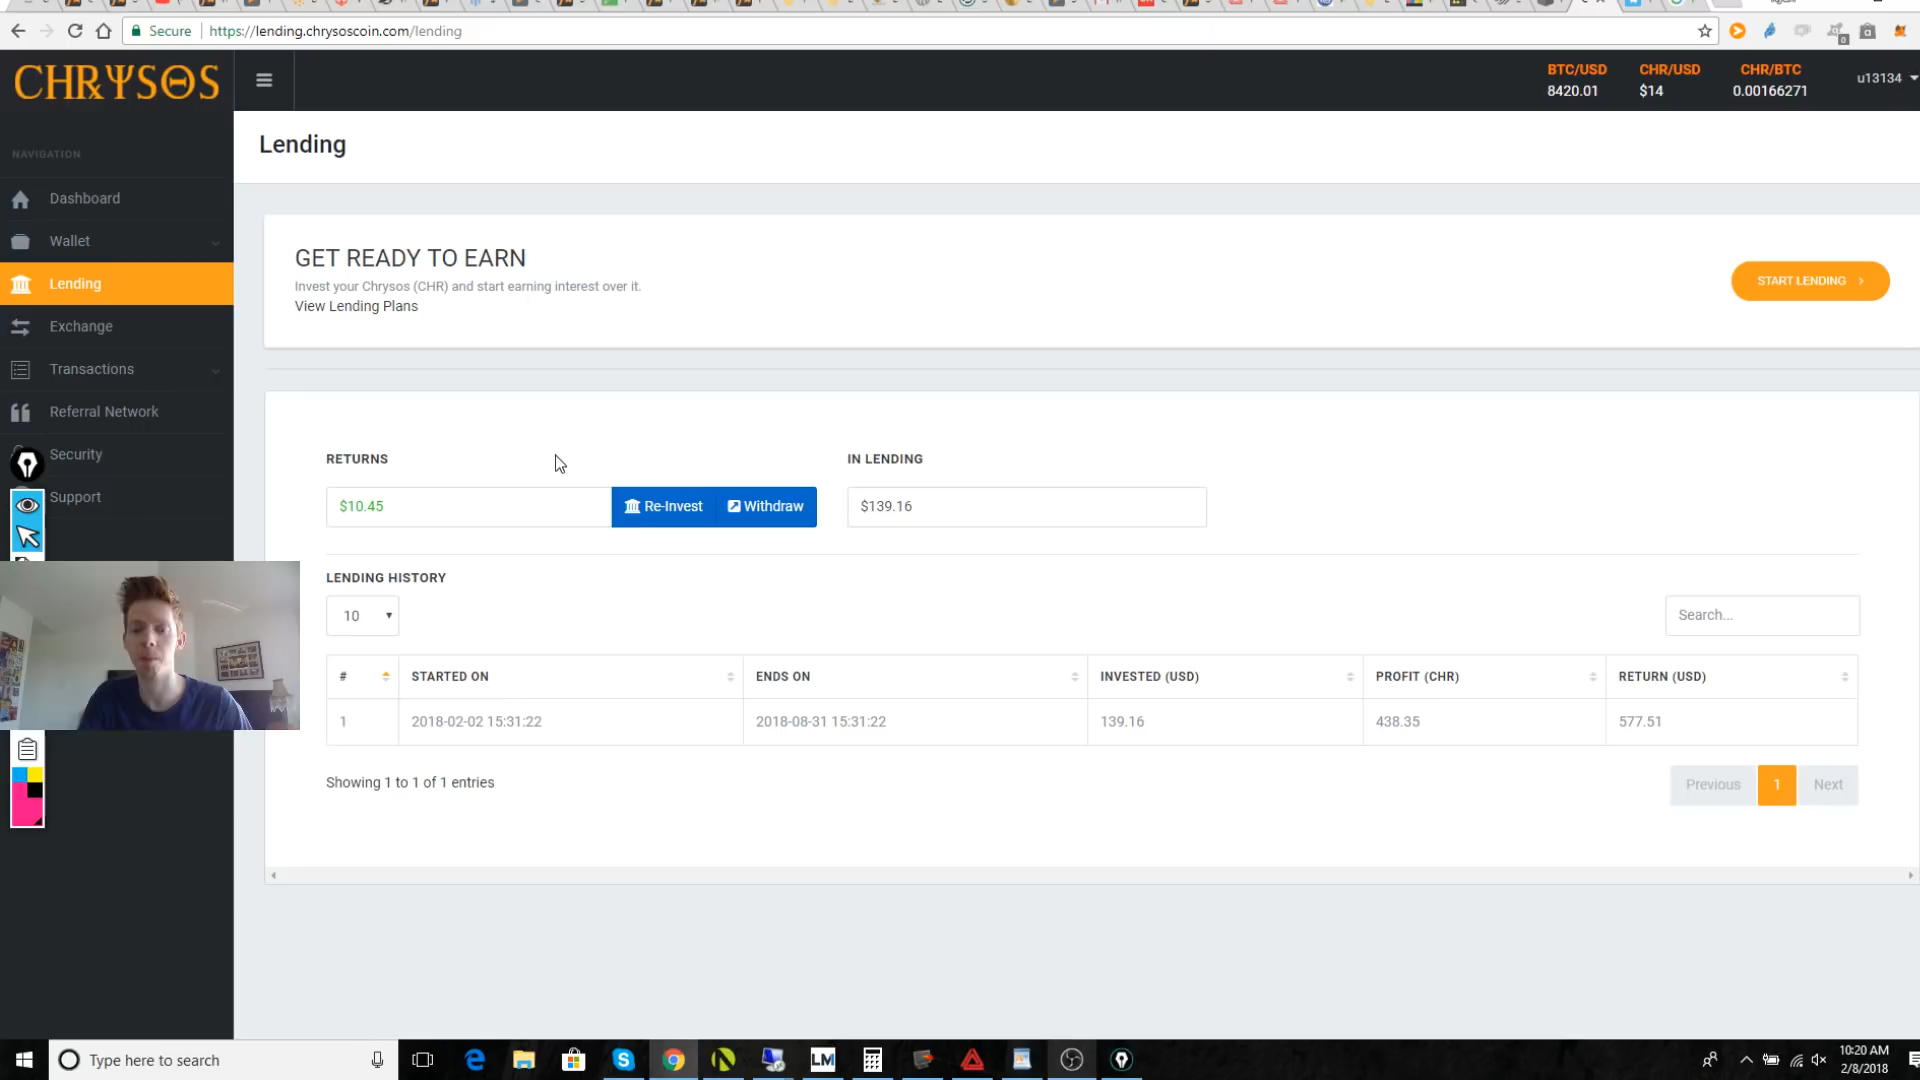 Secure https://lending.chrysoscoin.com/lending
CHRYSOS
BTC/USD CHR/USD CHR/BTC
8420.01 $14 0.00166271
u13134
NAVIGATION
Dashboard
Wallet
Lending
Exchange
Transactions
Referral Network
Security
Support
Lending
GET READY TO EARN
Invest your Chrysos (CHR) and start earning interest over it.
View Lending Plans
START LENDING
RETURNS IN LENDING
$10.45 Re-Invest Withdraw $139.16
LENDING HISTORY
10 Search...
# STARTED ON ENDS ON INVESTED (USD) PROFIT (CHR) RETURN (USD)
1 2018-02-02 15:31:22 2018-08-31 15:31:22 139.16 438.35 577.51
Showing 1 to 1 of 1 entries
Previous 1 Next
Type here to search
LM
10:20 AM
2/8/2018